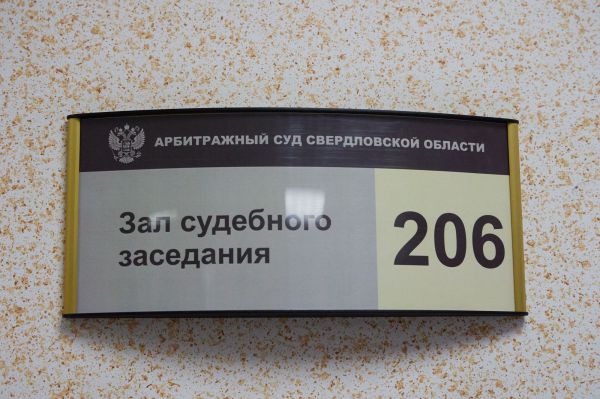 АРБИТРАЖНЫЙ СУД СВЕРДЛОВСКОЙ ОБЛАСТИ
Зал судебного
заседания
206